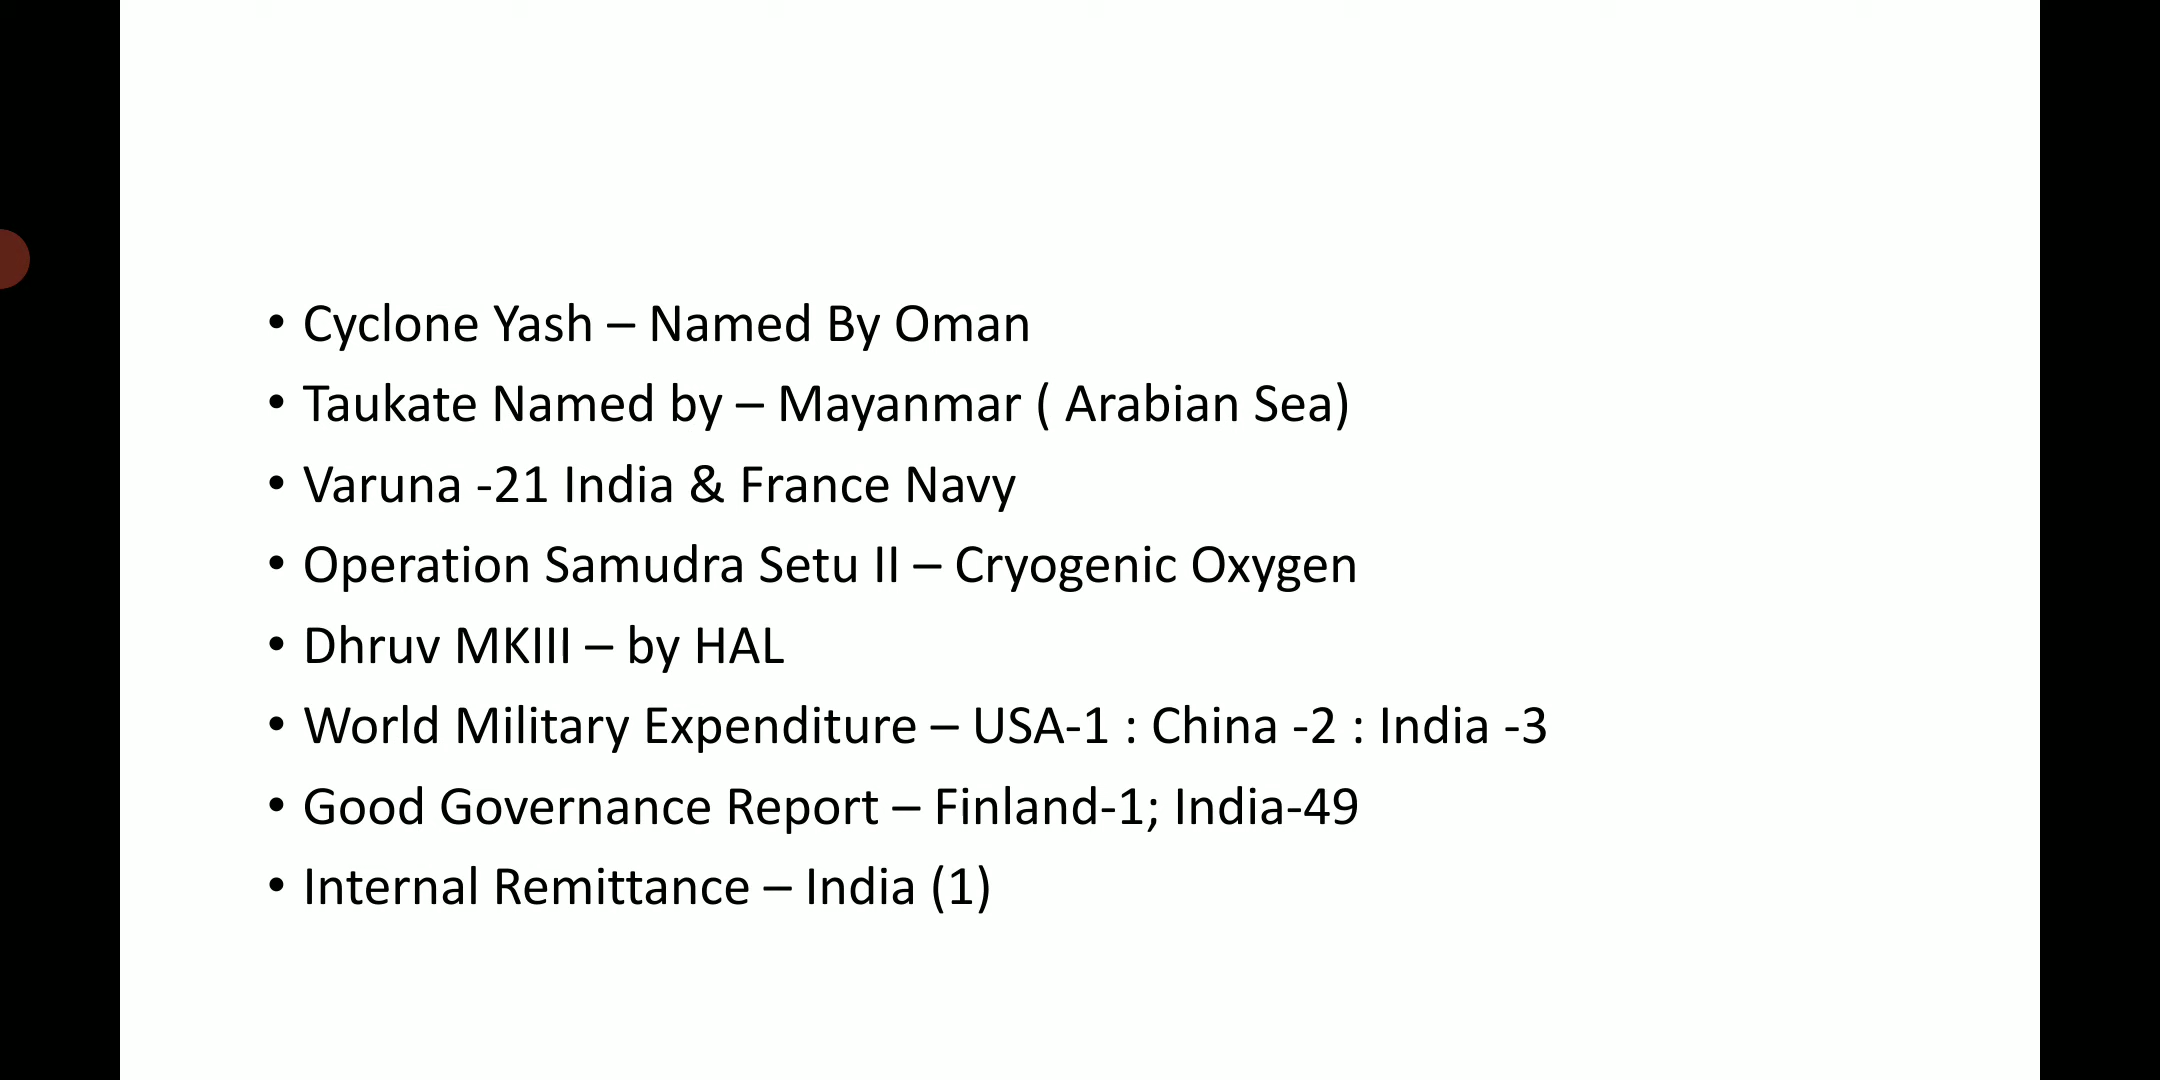 • Cyclone Yash – Named By Oman
• Taukate Named by – Mayanmar ( Arabian Sea)
• Varuna -21 India & France Navy
• Operation Samudra Setu II – Cryogenic Oxygen
• Dhruv MKIII – by HAL
• World Military Expenditure – USA-1 : China -2 : India -3
• Good Governance Report – Finland-1; India-49
• Internal Remittance – India (1)